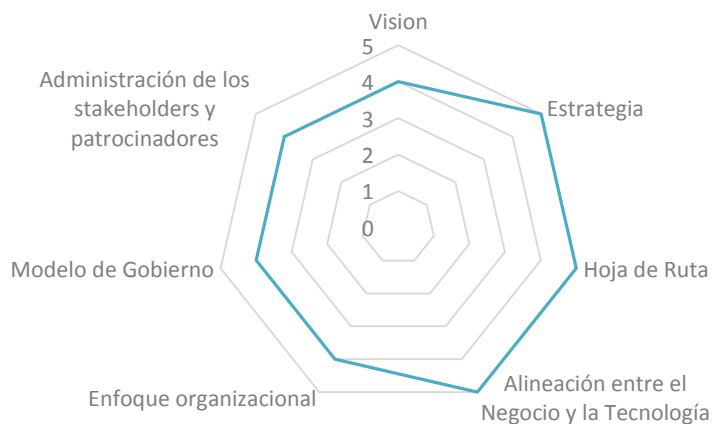 Vision
5
4
3
2
1
0
Estrategia
Hoja de Ruta
Alineación entre el
Negocio y la Tecnología
Enfoque organizacional
Modelo de Gobierno
Administración de los
stakeholders y
patrocinadores